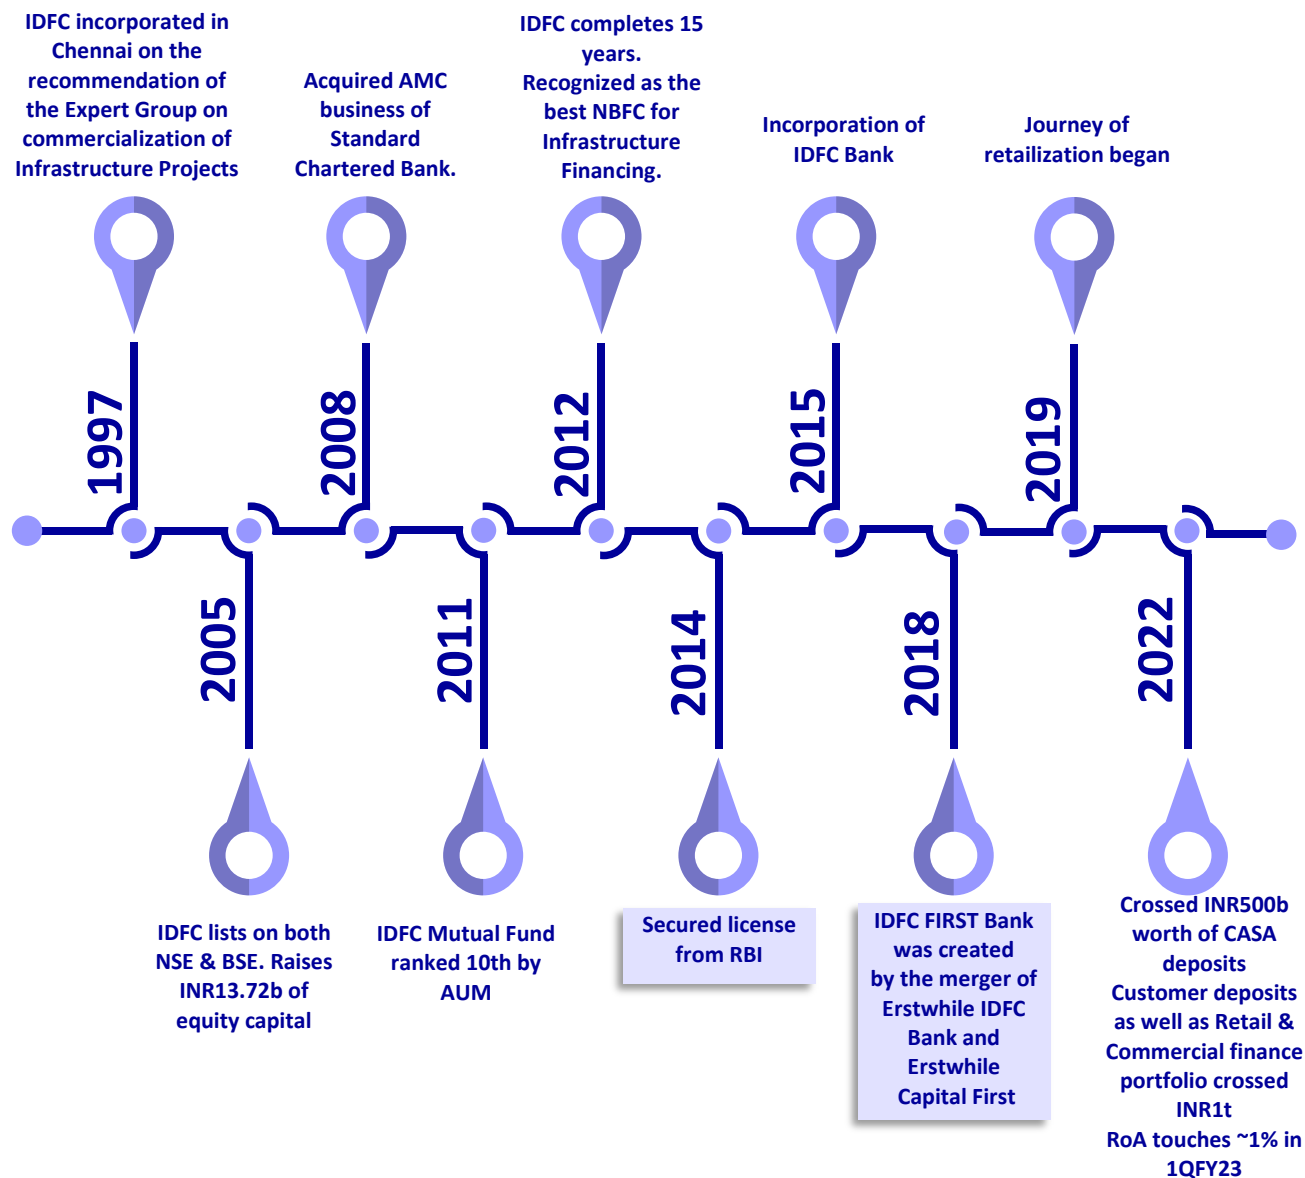 IDFC incorporated in
Chennai on the
recommendation of
the Expert Group on
commercialization of
Infrastructure Projects
1997
IDFC lists on both
NSE & BSE. Raises
INR13.72b of
equity capital
2005
Acquired AMC
business of
Standard
Chartered Bank.
2008
IDFC Mutual Fund
ranked 10th by
AUM
2011
IDFC completes 15
years.
Recognized as the
best NBFC for
Infrastructure
Financing.
2012
Secured license
from RBI
2014
Incorporation of
IDFC Bank
2015
IDFC FIRST Bank
was created
by the merger of
Erstwhile IDFC
Bank and
Erstwhile
Capital First
2018
Journey of
retailization began
2019
Crossed INR500b
worth of CASA
deposits
Customer deposits
as well as Retail &
Commercial finance
portfolio crossed
INR1t
RoA touches ~1% in
1QFY23
2022